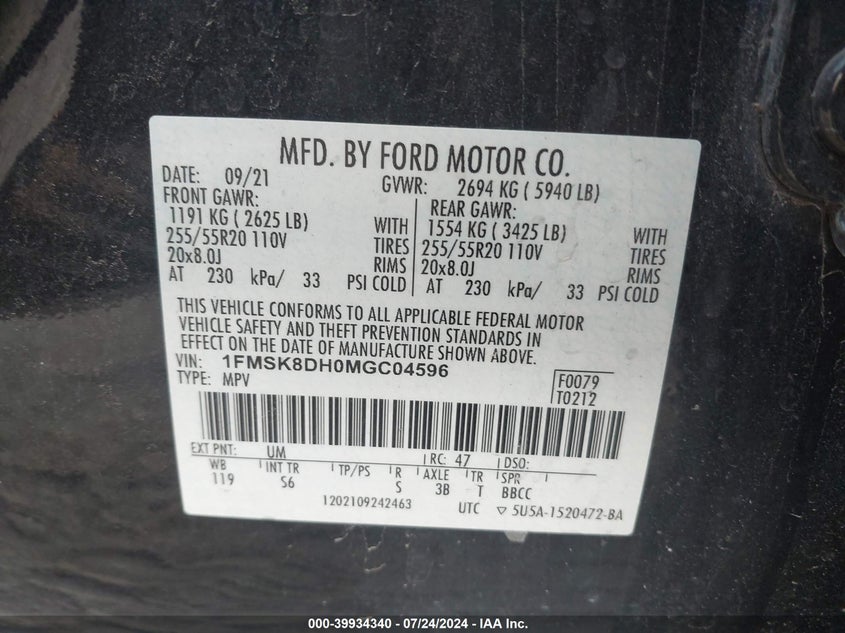 MFD. BY FORD MOTOR CO.
DATE: 09/21 GVWR: 2694 KG ( 5940 LB)
FRONT GAWR: REAR GAWR:
1191 KG ( 2625 LB) WITH 1554 KG ( 3425 LB) WITH
255/55R20 110V TIRES 255/55R20 110V TIRES
20x8.0J RIMS 20x8.0J RIMS
AT 230 kPa/ 33 PSI COLD AT 230 kPa/ 33 PSI COLD
THIS VEHICLE CONFORMS TO ALL APPLICABLE FEDERAL MOTOR
VEHICLE SAFETY AND THEFT PREVENTION STANDARDS IN
EFFECT ON THE DATE OF MANUFACTURE SHOWN ABOVE.
VIN: 1FMSK8DH0MGC04596
TYPE: MPV F0079
T0212
EXT PNT: UM RC: 47 DSO:
WB INT TR TP/PS R AXLE TR SPR
119 S6 S 3B T BBCC
1202109242463 UTC ▽ 5U5A-1520472-BA
000-39934340 / 07/24/2024 - IAA Inc.